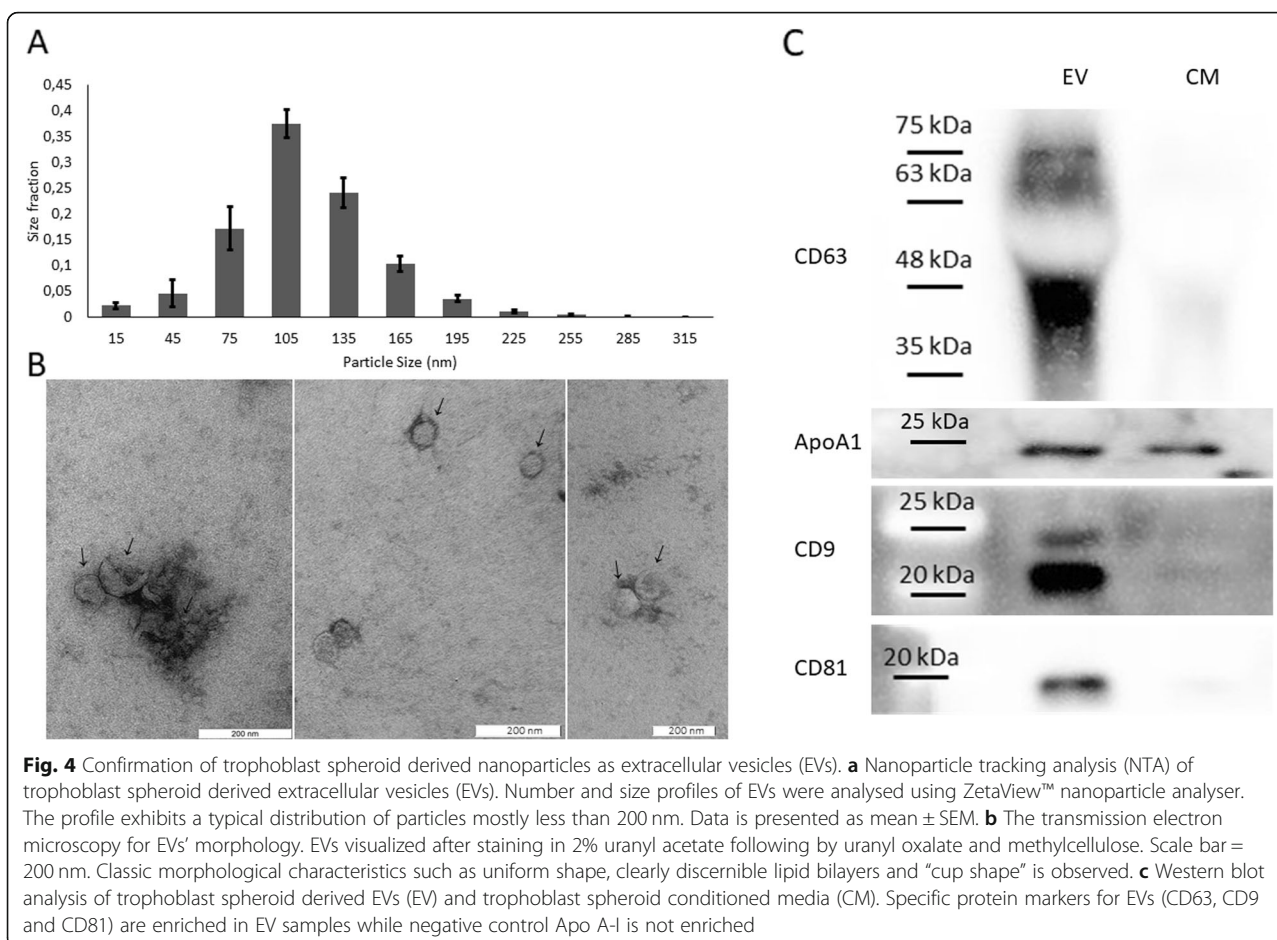 A
C
EV
CM
0,45
0,4
0,35
0,3
0,25
0,2
0,15
0,1
0,05
0
Size fraction
15 45 75 105 135 165 195 225 255 285 315
Particle Size (nm)
75 kDa
63 kDa
CD63
48 kDa
35 kDa
B
ApoA1
25 kDa
CD9
25 kDa
20 kDa
CD81
20 kDa
200 nm
200 nm
200 nm
Fig. 4 Confirmation of trophoblast spheroid derived nanoparticles as extracellular vesicles (EVs). a Nanoparticle tracking analysis (NTA) of
trophoblast spheroid derived extracellular vesicles (EVs). Number and size profiles of EVs were analysed using ZetaView™ nanoparticle analyser.
The profile exhibits a typical distribution of particles mostly less than 200 nm. Data is presented as mean ± SEM. b The transmission electron
microscopy for EVs’ morphology. EVs visualized after staining in 2% uranyl acetate following by uranyl oxalate and methylcellulose. Scale bar =
200 nm. Classic morphological characteristics such as uniform shape, clearly discernible lipid bilayers and “cup shape” is observed. c Western blot
analysis of trophoblast spheroid derived EVs (EV) and trophoblast spheroid conditioned media (CM). Specific protein markers for EVs (CD63, CD9
and CD81) are enriched in EV samples while negative control Apo A-I is not enriched